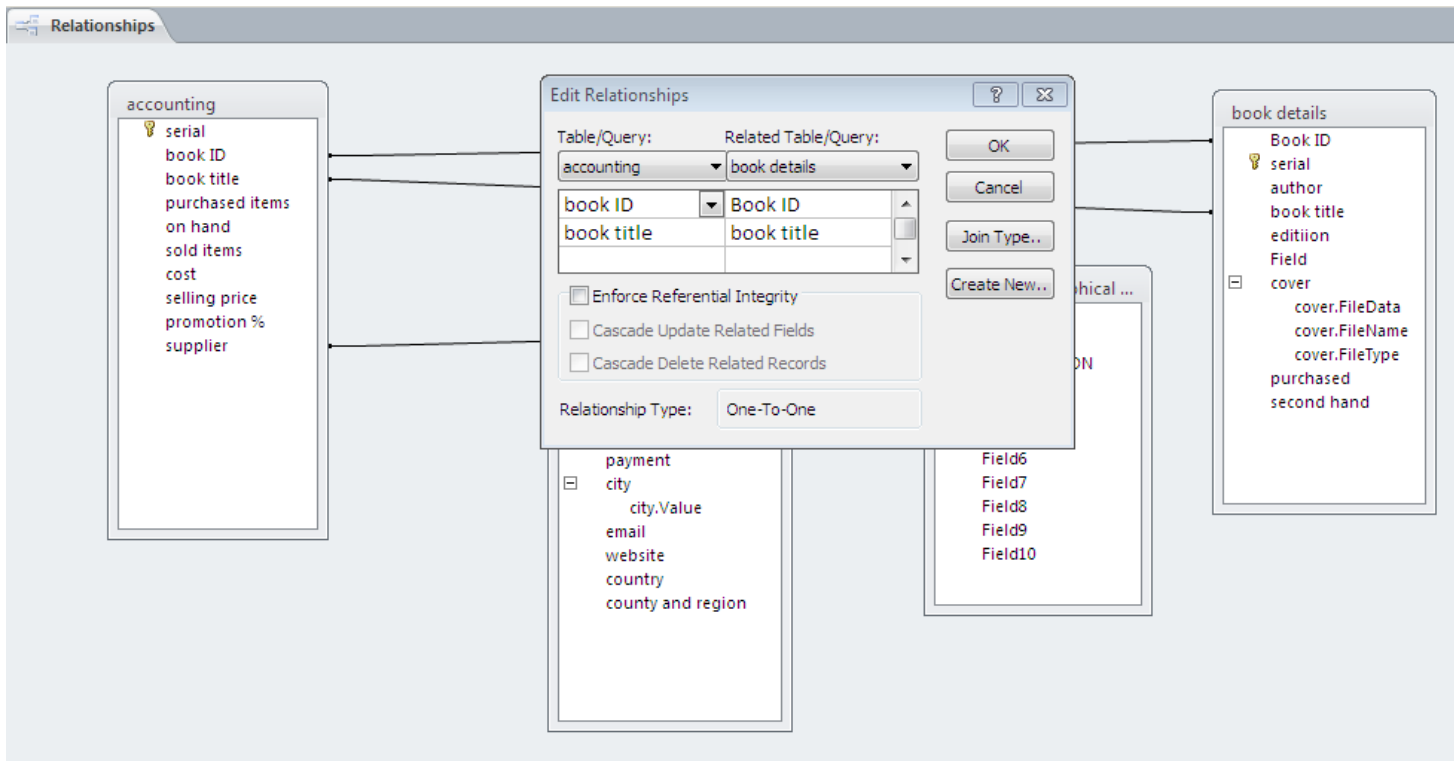 Relationships
accounting
serial
book ID
book title
purchased items
on hand
sold items
cost
selling price
promotion %
supplier
Edit Relationships
Table/Query: Related Table/Query:
accounting book details
book ID Book ID
book title book title
Enforce Referential Integrity
Cascade Update Related Fields
Cascade Delete Related Records
Relationship Type: One-To-One
OK
Cancel
Join Type..
Create New..
payment
city
city.Value
email
website
country
county and region
phical ...
ON
Field6
Field7
Field8
Field9
Field10
book details
Book ID
serial
author
book title
editiion
Field
cover
cover.FileData
cover.FileName
cover.FileType
purchased
second hand